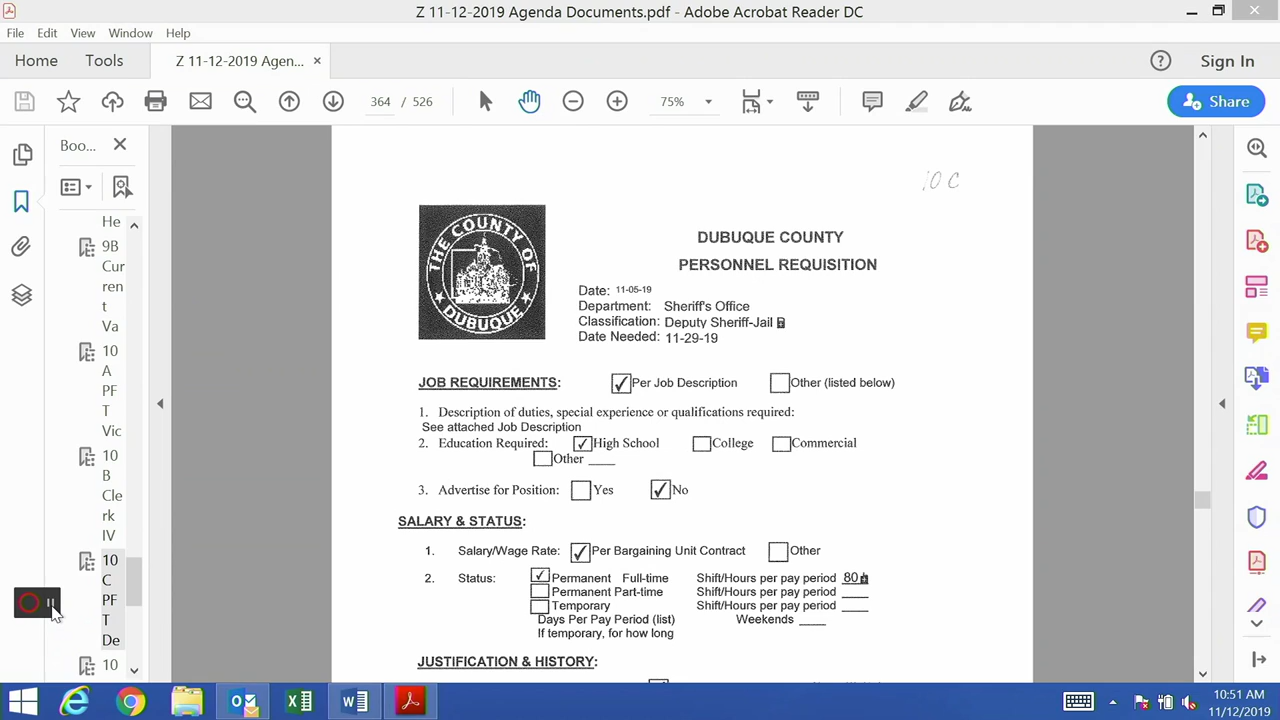 Z 11-12-2019 Agenda Documents.pdf - Adobe Acrobat Reader DC
File Edit View Window Help
Home Tools Z 11-12-2019 Agen... × Sign In
364 / 526 75% Share
Boo...
He
9B
Cur
ren
t
Va
10
A
PF
T
Vic
10
B
Cle
rk
IV
10
C
PF
T
De
10
10 C
THE COUNTY OF
DUBUQUE
DUBUQUE COUNTY
PERSONNEL REQUISITION
Date: 11-05-19
Department: Sheriff's Office
Classification: Deputy Sheriff-Jail
Date Needed: 11-29-19
JOB REQUIREMENTS: Per Job Description Other (listed below)
1. Description of duties, special experience or qualifications required:
See attached Job Description
2. Education Required: High School College Commercial
Other ____
3. Advertise for Position: Yes No
SALARY & STATUS:
1. Salary/Wage Rate: Per Bargaining Unit Contract Other
2. Status: Permanent Full-time Shift/Hours per pay period 80
Permanent Part-time Shift/Hours per pay period ____
Temporary Shift/Hours per pay period ____
Days Per Pay Period (list) Weekends ____
If temporary, for how long
JUSTIFICATION & HISTORY:
10:51 AM
11/12/2019